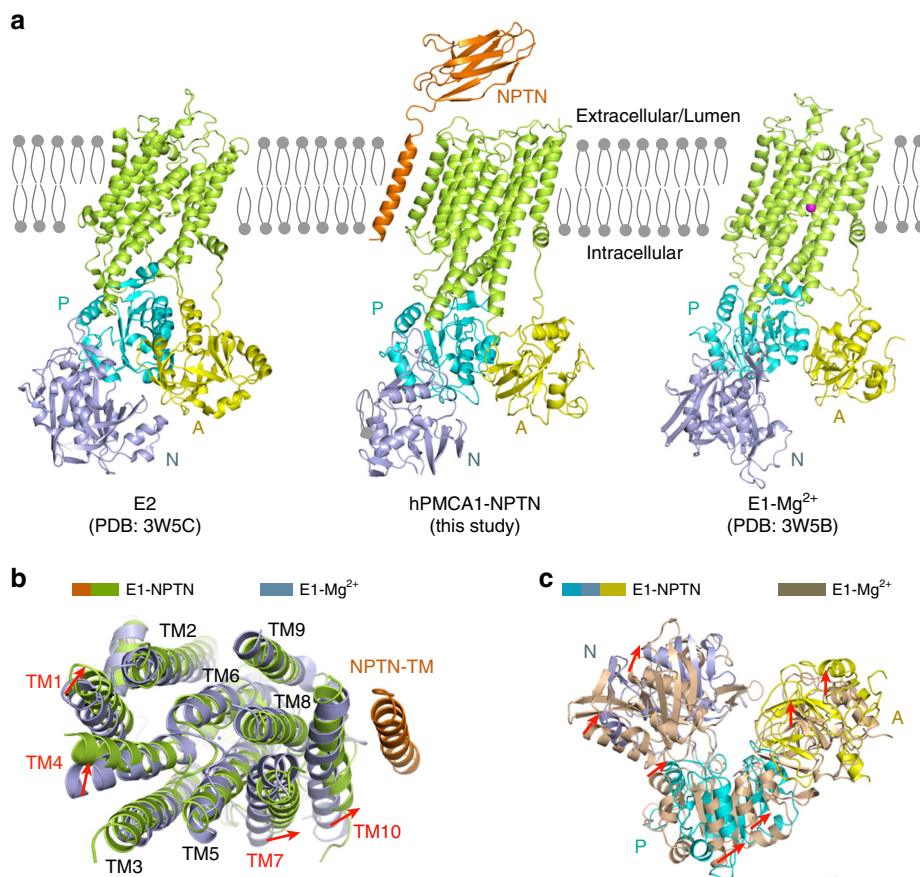 a
NPTN
Extracellular/Lumen
Intracellular
P
P
P
A
A
A
N
N
N
E2
(PDB: 3W5C)
hPMCA1-NPTN
(this study)
E1-Mg²⁺
(PDB: 3W5B)
b
E1-NPTN
E1-Mg²⁺
TM2
TM9
TM1
TM6
NPTN-TM
TM8
TM4
TM3
TM5
TM7
TM10
c
E1-NPTN
E1-Mg²⁺
N
A
P